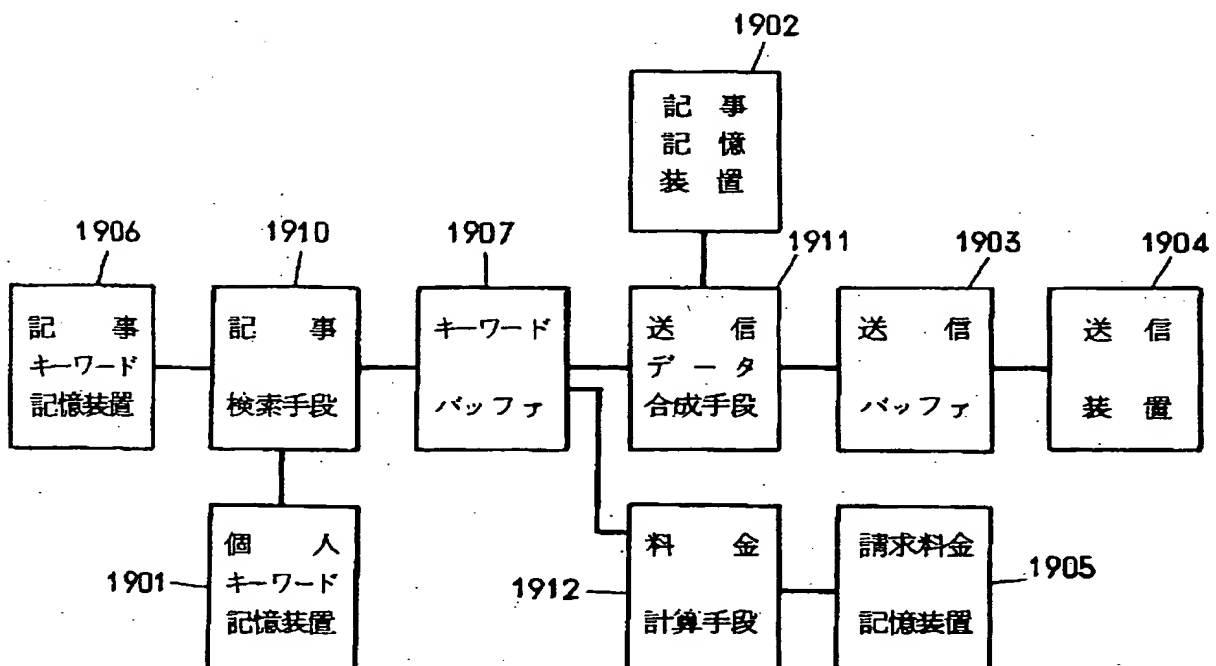 1902
記事
記憶
装置
1906
1910
1907
1911
1903
1904
記事
キーワード
記憶装置
記事
検索手段
キーワード
バッファ
送信
データ
合成手段
送信
バッファ
送信
装置
1901
個人
キーワード
記憶装置
1912
料金
計算手段
請求料金
記憶装置
1905